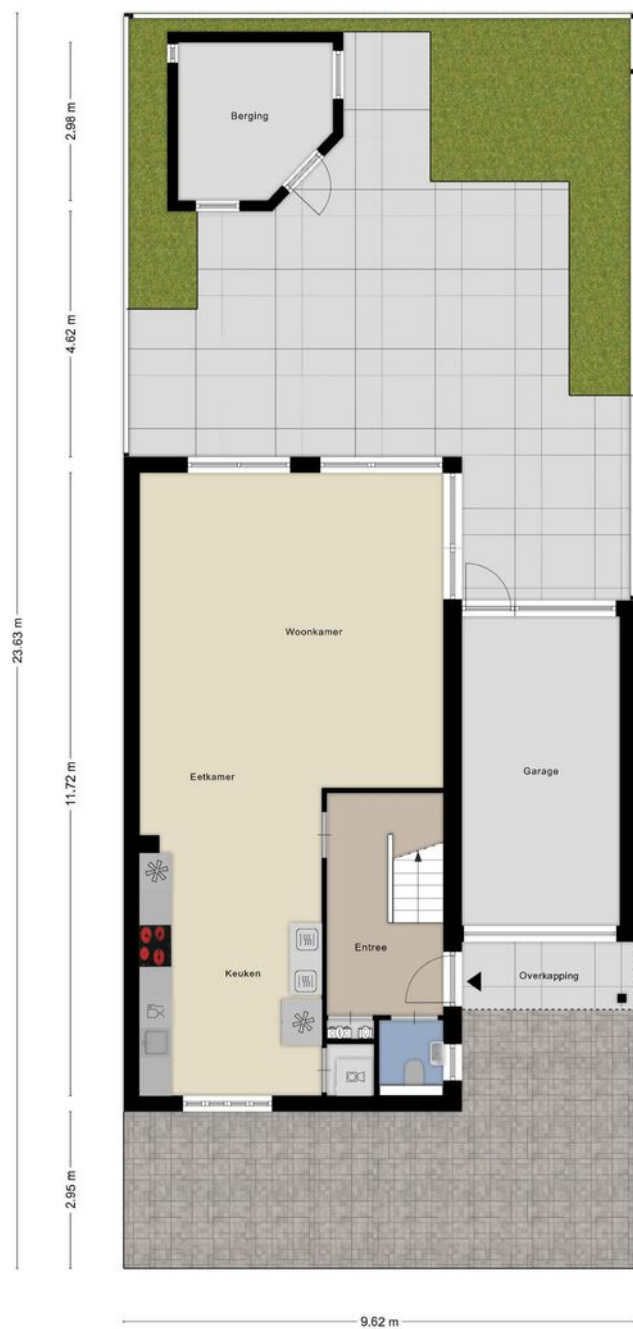 2.98 m
Berging
4.62 m
23.63 m
Woonkamer
11.72 m
Eetkamer
Garage
Entree
Keuken
Overkapping
2.95 m
9.62 m